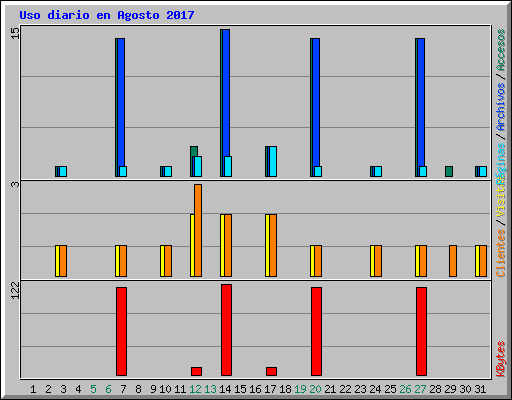 Uso diario en Agosto 2017
15
3
122
Accesos / Archivos / Páginas
Clientes / Visitas
KBytes
1 2 3 4 5 6 7 8 9 10 11 12 13 14 15 16 17 18 19 20 21 22 23 24 25 26 27 28 29 30 31